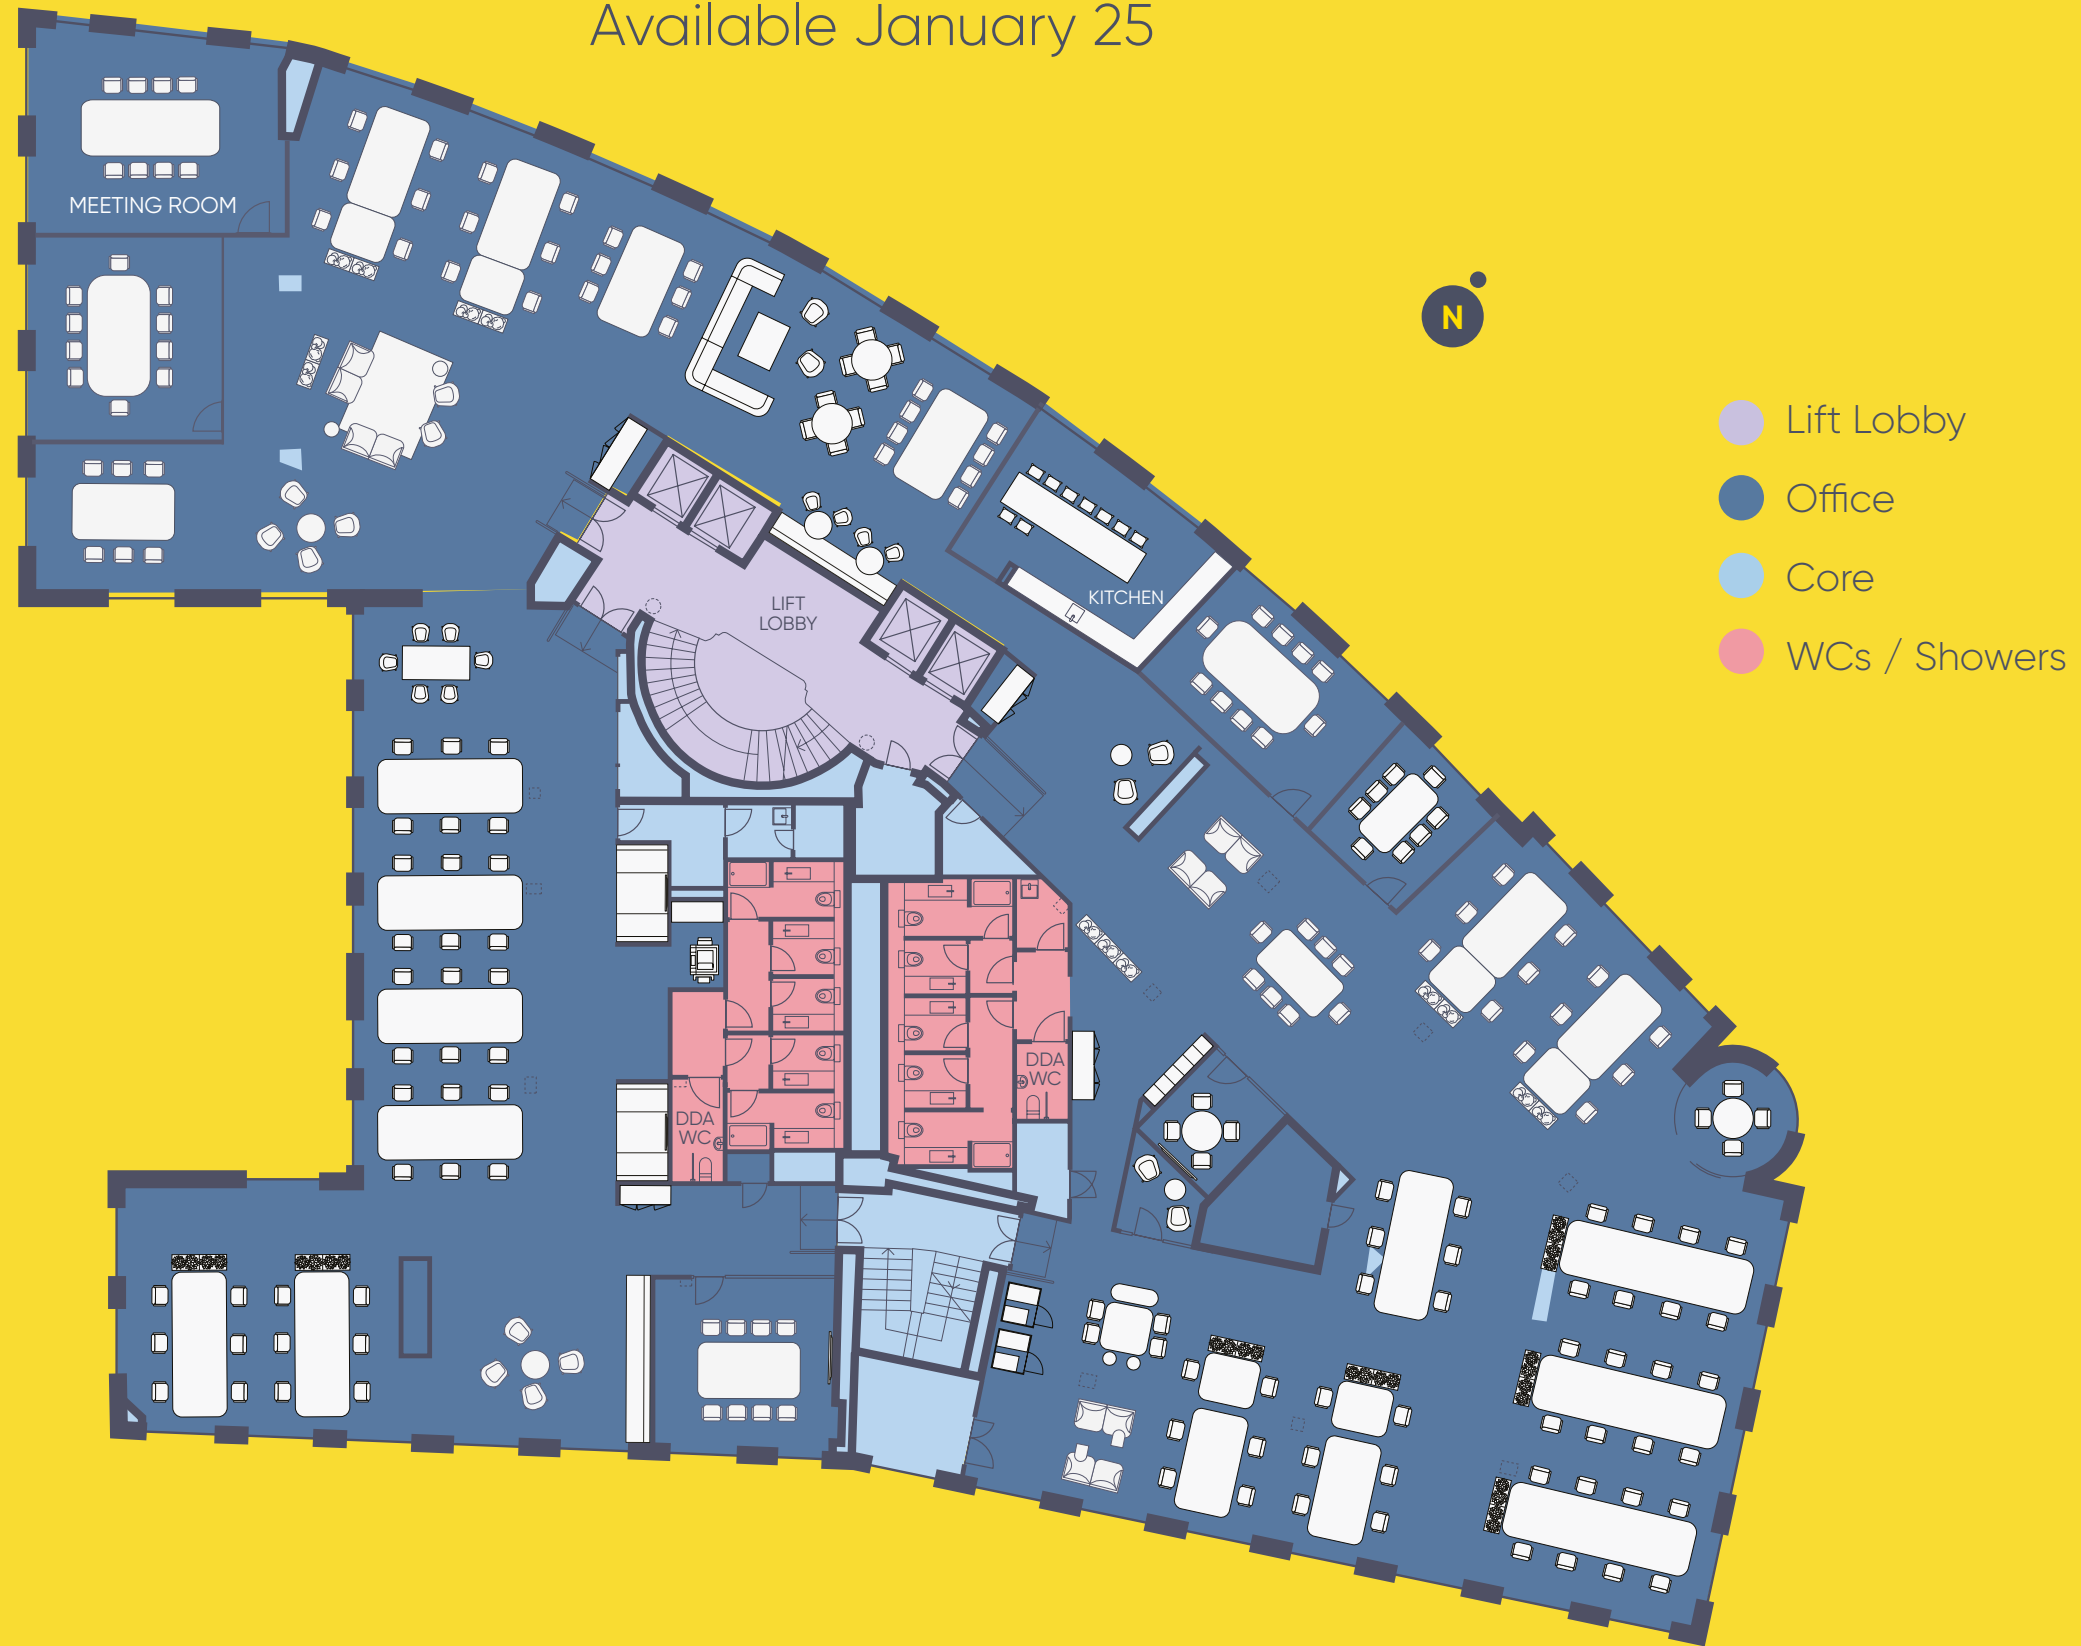 Available January 25
MEETING ROOM
N
Lift Lobby
Office
Core
WCs / Showers
KITCHEN
LIFT
LOBBY
DDA
WC
DDA
WC